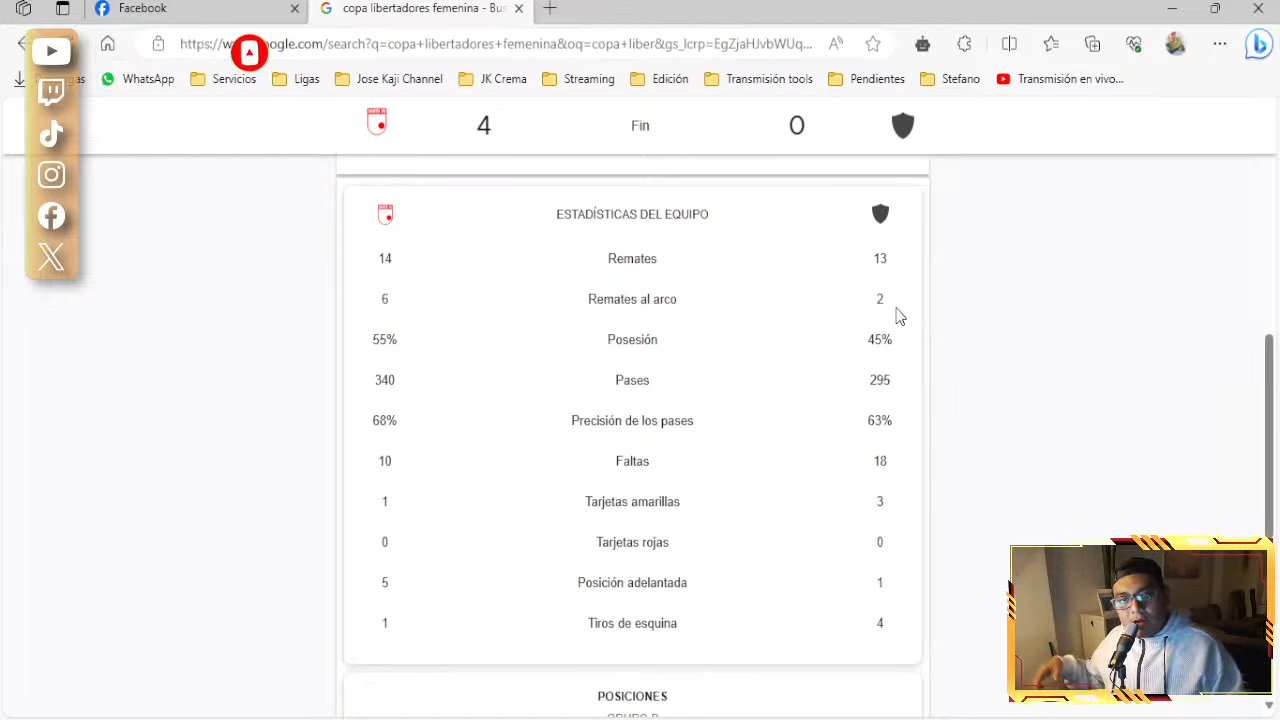 Facebook
copa libertadores femenina - Bus
https://w oogle.com/search?q=copa+libertadores+femenina&oq=copa+liber&gs_lcrp=EgZjaHJvbWUq...
WhatsApp
Servicios
Ligas
Jose Kaji Channel
JK Crema
Streaming
Edición
Transmisión tools
Pendientes
Stefano
Transmisión en vivo...
4 Fin 0
ESTADÍSTICAS DEL EQUIPO
14 Remates 13
6 Remates al arco 2
55% Posesión 45%
340 Pases 295
68% Precisión de los pases 63%
10 Faltas 18
1 Tarjetas amarillas 3
0 Tarjetas rojas 0
5 Posición adelantada 1
1 Tiros de esquina 4
POSICIONES